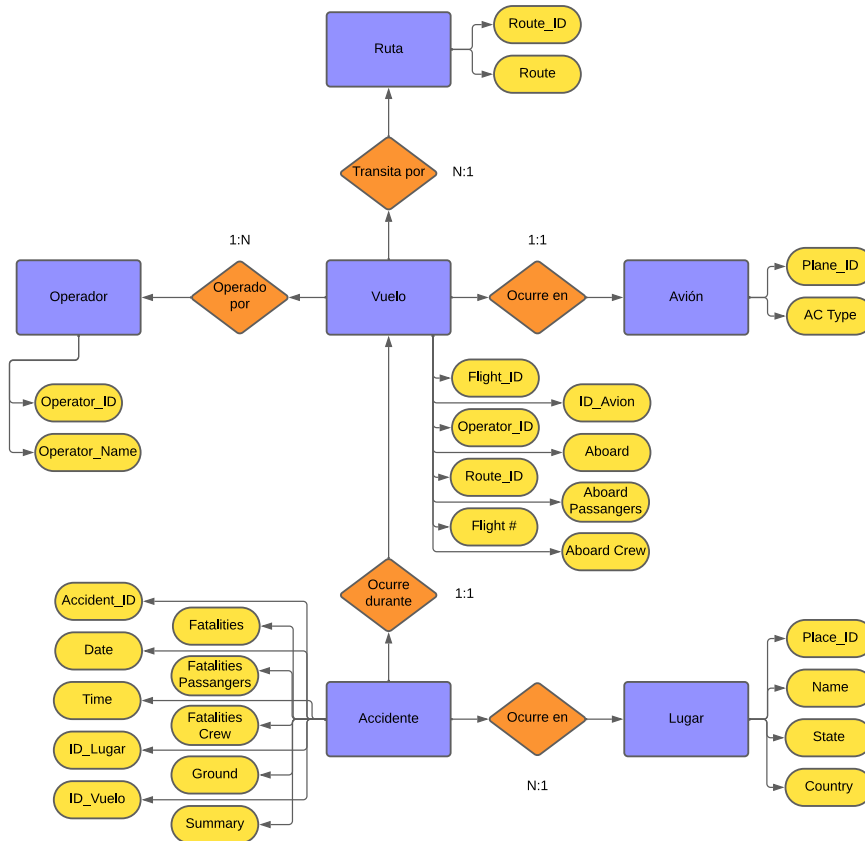 Route_ID
Ruta
Route
Transita por
N:1
1:N
1:1
Operador
Operado
por
Vuelo
Ocurre en
Avión
Plane_ID
AC Type
Flight_ID
Operator_ID
ID_Avion
Operator_ID
Operator_Name
Aboard
Route_ID
Aboard
Passangers
Flight #
Aboard Crew
Ocurre
durante
1:1
Accident_ID
Fatalities
Date
Fatalities
Passangers
Time
Fatalities
Crew
ID_Lugar
Ground
ID_Vuelo
Summary
Accidente
Ocurre en
N:1
Lugar
Place_ID
Name
State
Country